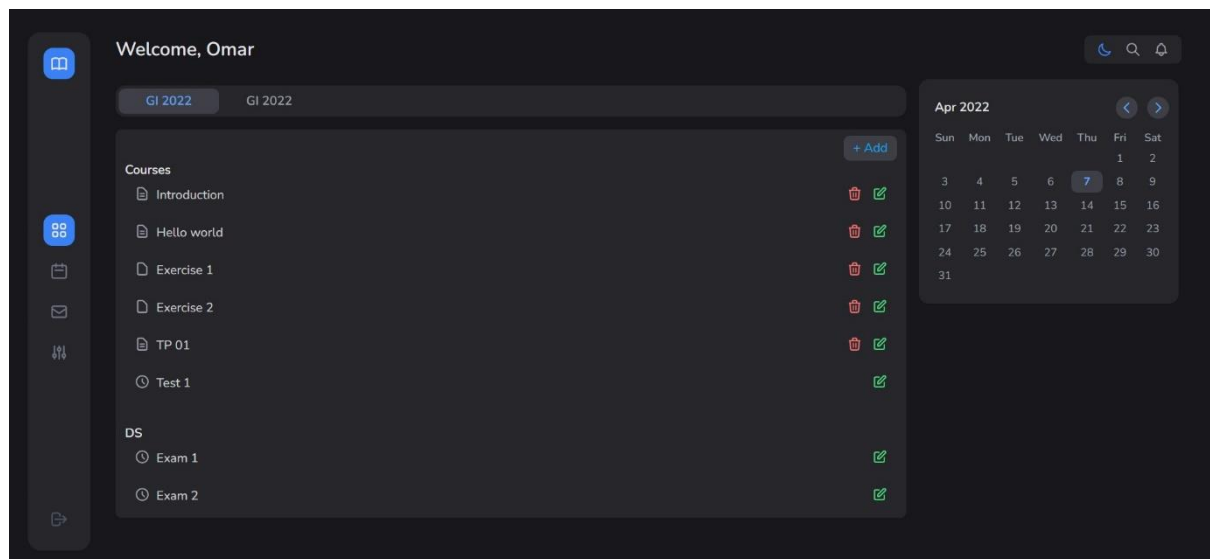 Welcome, Omar
GI 2022 GI 2022
+ Add
Courses
Introduction
Hello world
Exercise 1
Exercise 2
TP 01
Test 1
DS
Exam 1
Exam 2
Apr 2022
Sun Mon Tue Wed Thu Fri Sat
1 2
3 4 5 6 7 8 9
10 11 12 13 14 15 16
17 18 19 20 21 22 23
24 25 26 27 28 29 30
31